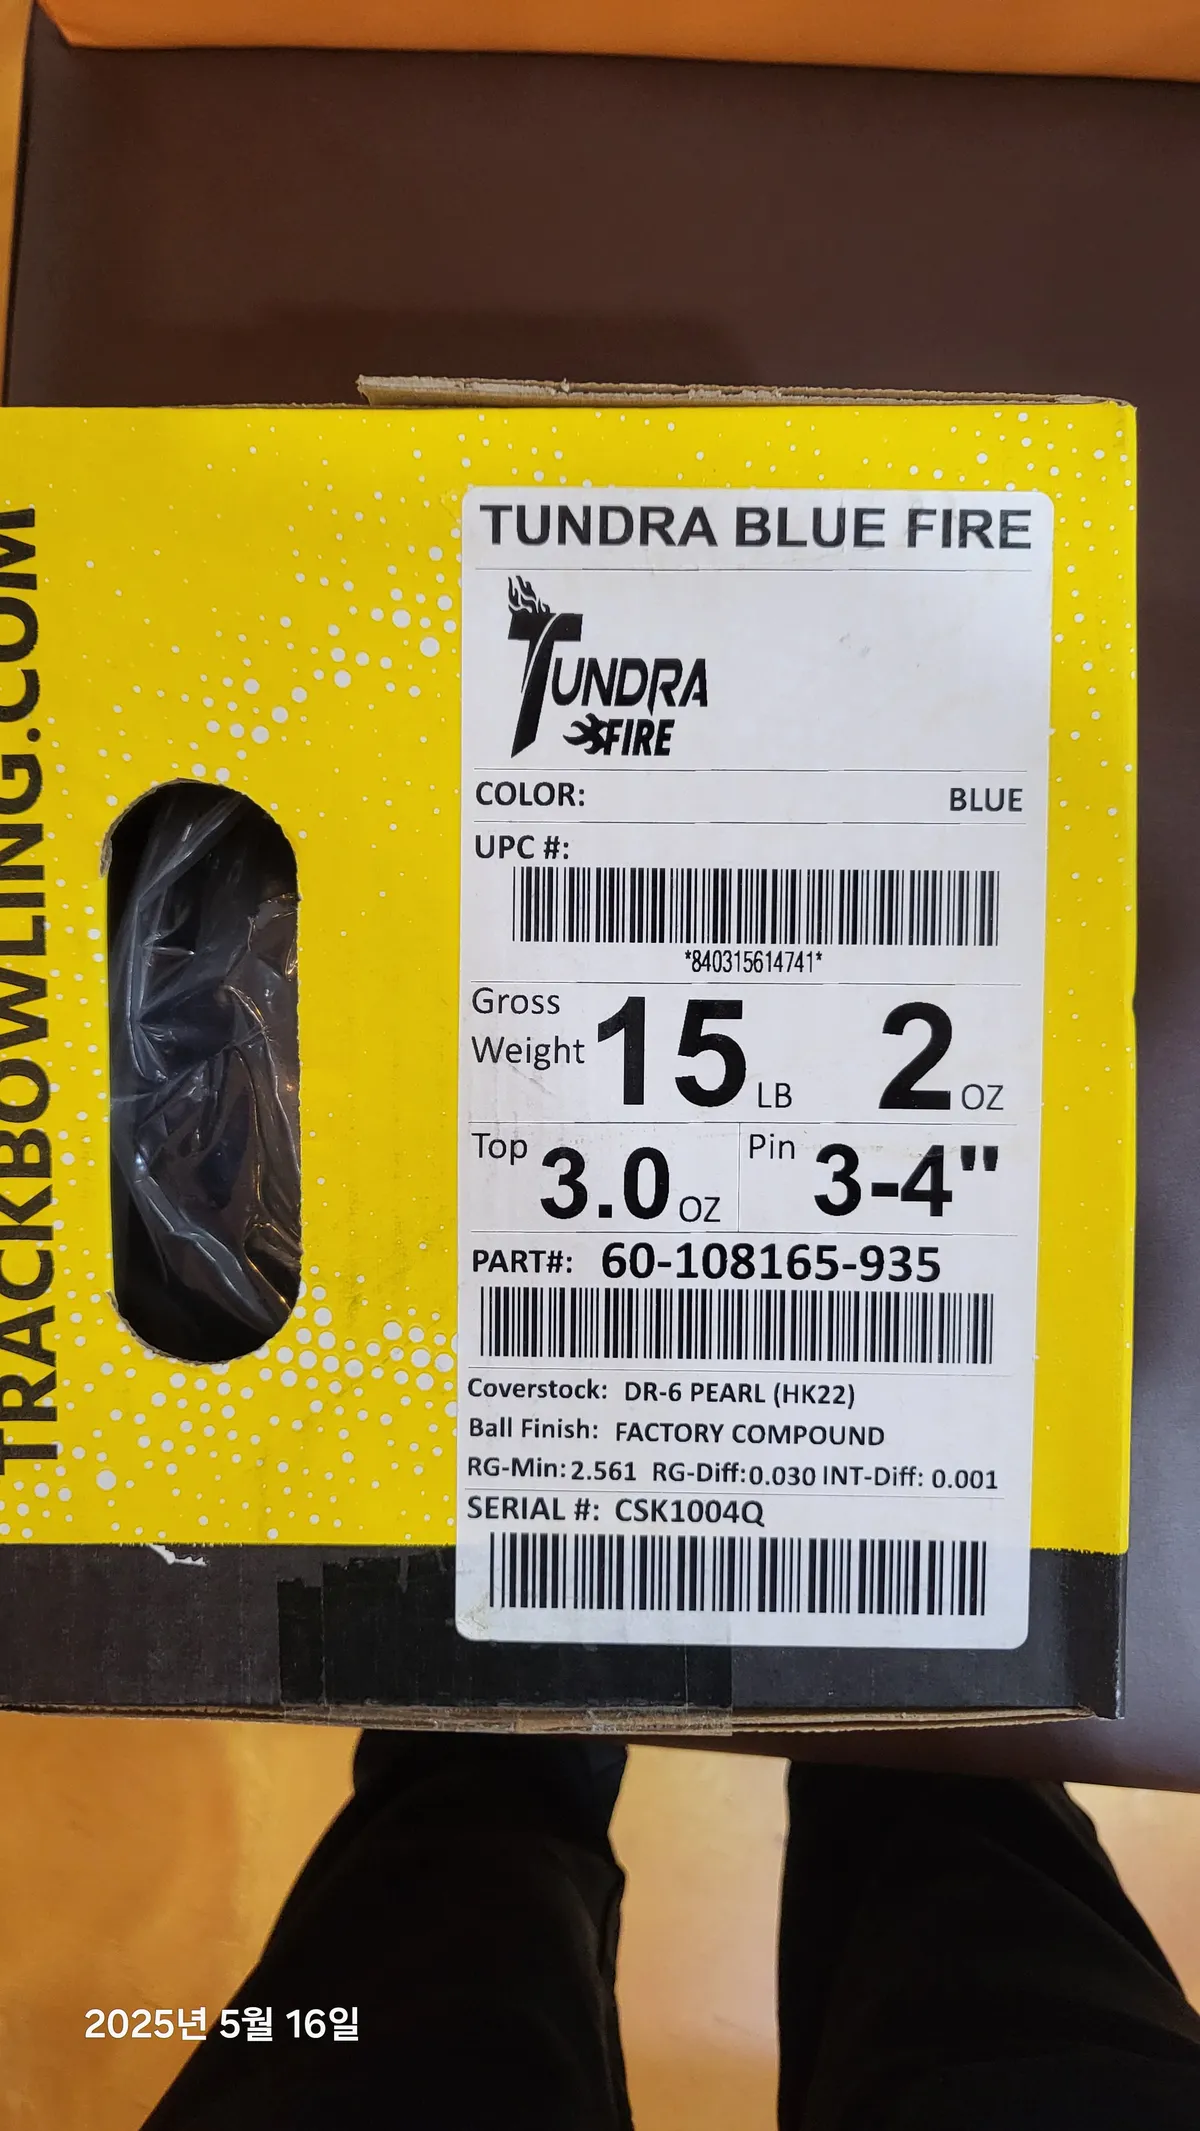 TRACKBOWLING.COM
TUNDRA BLUE FIRE
TUNDRA
FIRE
COLOR: BLUE
UPC #:
*840315614741*
Gross Weight 15 LB 2 OZ
Top 3.0 OZ Pin 3-4"
PART#: 60-108165-935
Coverstock: DR-6 PEARL (HK22)
Ball Finish: FACTORY COMPOUND
RG-Min: 2.561 RG-Diff: 0.030 INT-Diff: 0.001
SERIAL #: CSK1004Q
2025년 5월 16일